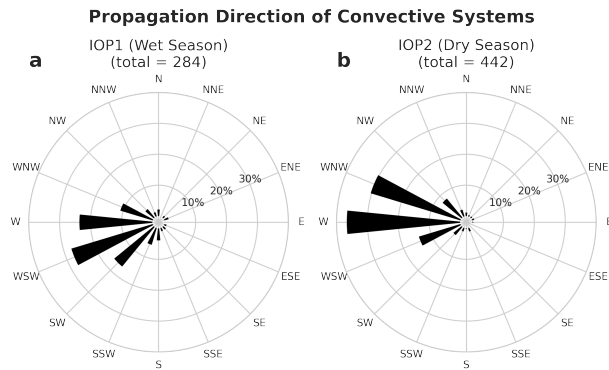 Propagation Direction of Convective Systems
a
IOP1 (Wet Season)
(total = 284)
N
NNE
NE
ENE
E
ESE
SE
SSE
S
SSW
SW
WSW
W
WNW
NW
NNW
10%
20%
30%
b
IOP2 (Dry Season)
(total = 442)
N
NNE
NE
ENE
E
ESE
SE
SSE
S
SSW
SW
WSW
W
WNW
NW
NNW
10%
20%
30%